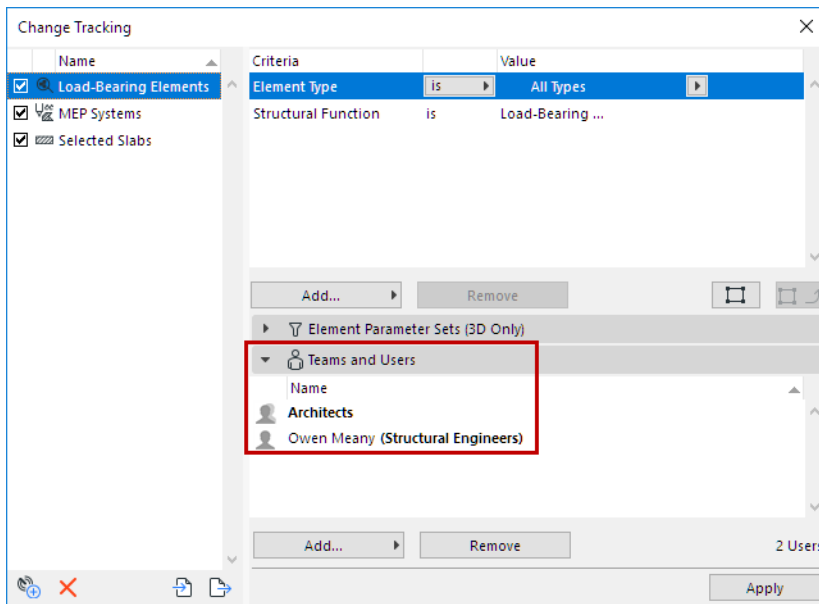 Change Tracking
Name
Load-Bearing Elements
MEP Systems
Selected Slabs
Criteria Value
Element Type is All Types
Structural Function is Load-Bearing ...
Add... Remove
Element Parameter Sets (3D Only)
Teams and Users
Name
Architects
Owen Meany (Structural Engineers)
Add... Remove 2 Users
Apply